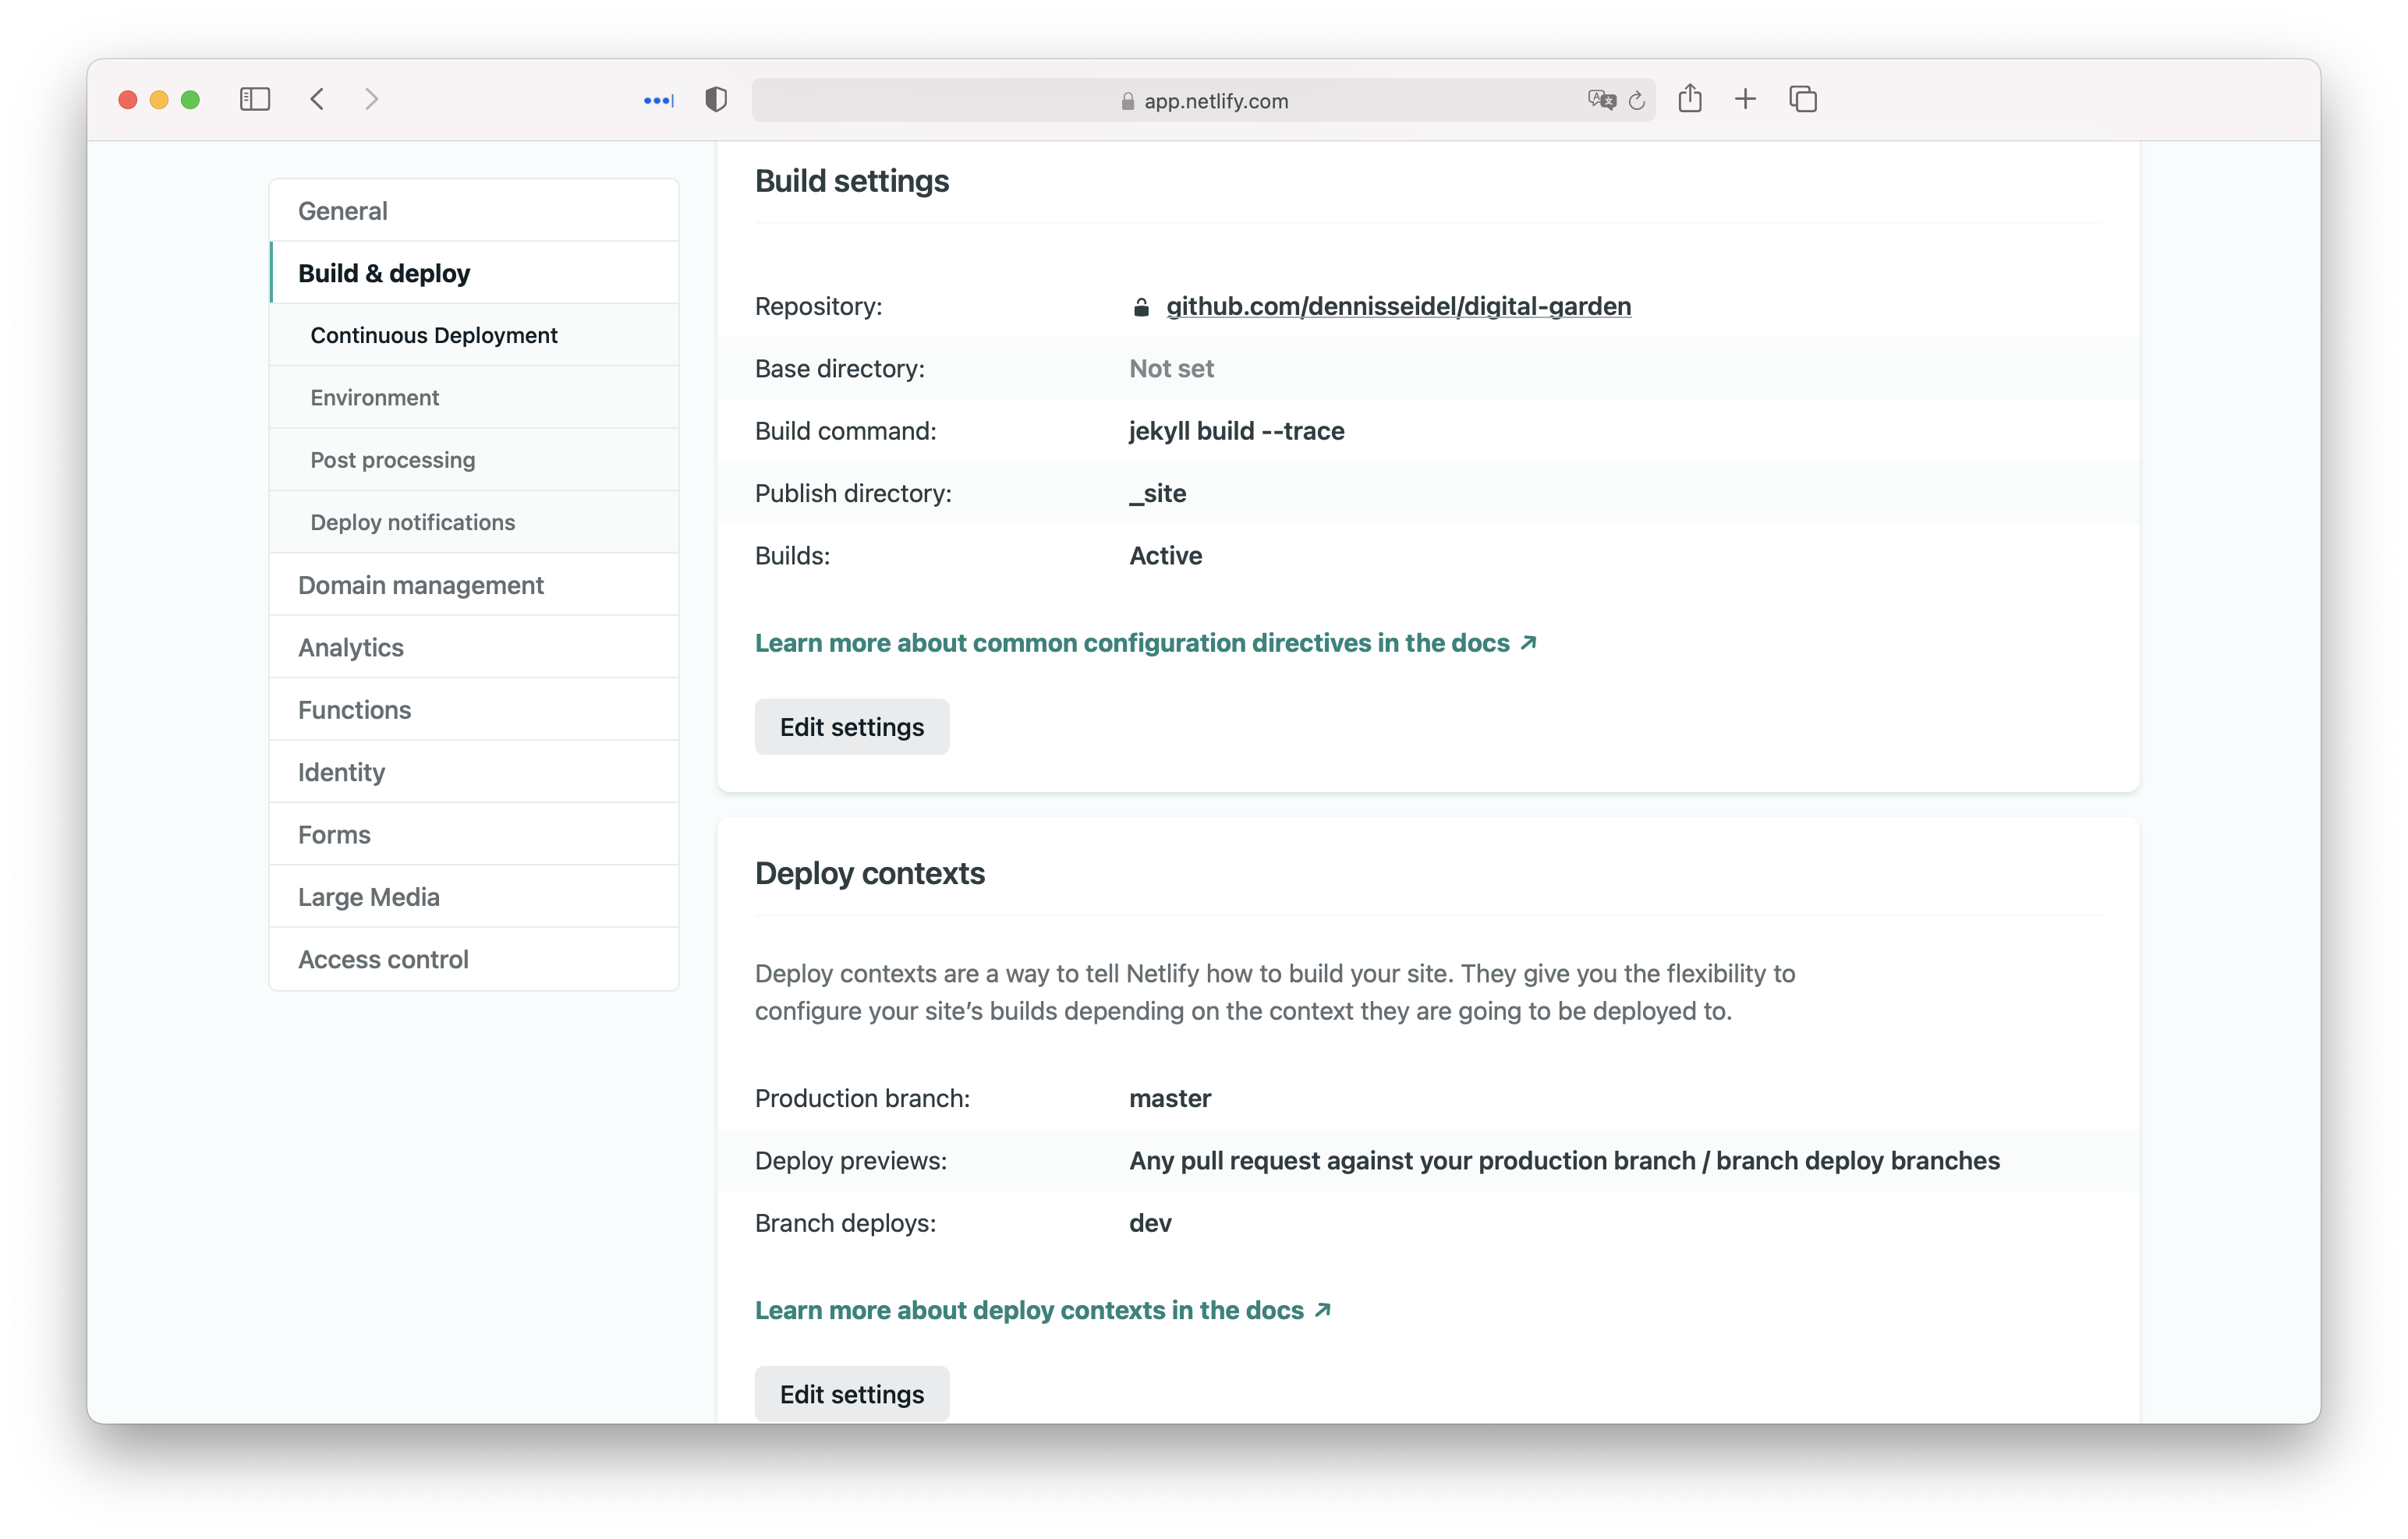 app.netlify.com
General
Build & deploy
Continuous Deployment
Environment
Post processing
Deploy notifications
Domain management
Analytics
Functions
Identity
Forms
Large Media
Access control
Build settings
Repository: github.com/dennisseidel/digital-garden
Base directory: Not set
Build command: jekyll build --trace
Publish directory: _site
Builds: Active
Learn more about common configuration directives in the docs ↗
Edit settings
Deploy contexts
Deploy contexts are a way to tell Netlify how to build your site. They give you the flexibility to
configure your site’s builds depending on the context they are going to be deployed to.
Production branch: master
Deploy previews: Any pull request against your production branch / branch deploy branches
Branch deploys: dev
Learn more about deploy contexts in the docs ↗
Edit settings